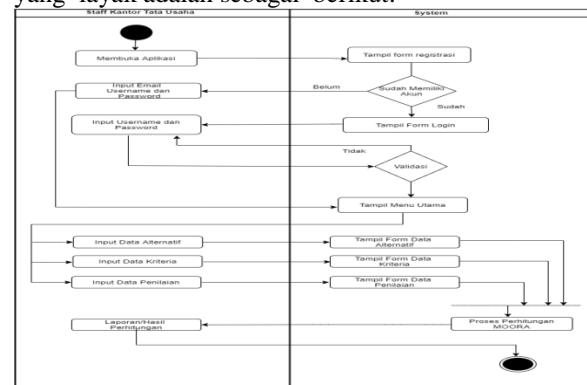 yang layak adalah sebagai berikut:
Staff Kantor Tata Usaha
System
Membuka Aplikasi
Tampil form registrasi
Input Email
Username dan
Password
Belum
Sudah Memiliki
Akun
Sudah
Input Username dan
Password
Tampil Form Login
Tidak
Validasi
Tampil Menu Utama
Input Data Alternatif
Tampil Form Data
Alternatif
Input Data Kriteria
Tampil Form Data
Kriteria
Input Data Penilaian
Tampil Form Data
Penilaian
Laporan/Hasil
Perhitungan
Proses Perhitungan
MOORA